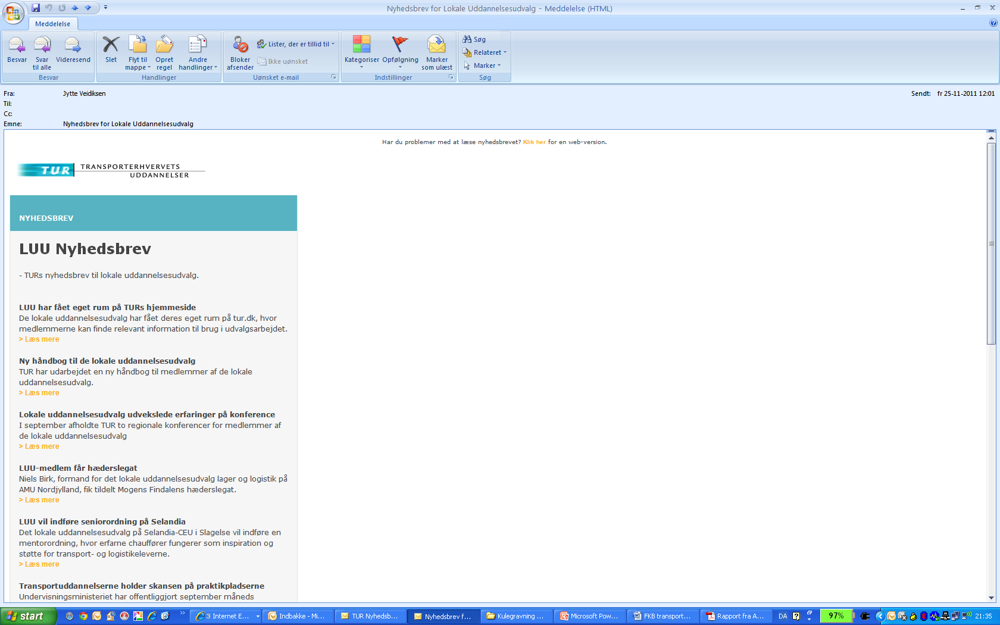 Nyhedsbrev for Lokale Uddannelsesudvalg - Meddelelse (HTML)
Meddelelse
Besvar
Svar til alle
Videresend
Besvar
Slet
Flyt til mappe
Opret regel
Andre handlinger
Handlinger
Bloker afsender
Lister, der er tillid til
Ikke uønsket
Uønsket e-mail
Kategoriser
Opfølgning
Marker som ulæst
Indstillinger
Søg
Relateret
Marker
Søg
Fra: Jytte Veidiksen
Sendt: fr 25-11-2011 12:01
Til:
Cc:
Emne: Nyhedsbrev for Lokale Uddannelsesudvalg
Har du problemer med at læse nyhedsbrevet? Klik her for en web-version.
TUR TRANSPORTERHVERVETS
UDDANNELSER
NYHEDSBREV
LUU Nyhedsbrev
- TURs nyhedsbrev til lokale uddannelsesudvalg.
LUU har fået eget rum på TURs hjemmeside
De lokale uddannelsesudvalg har fået deres eget rum på tur.dk, hvor
medlemmerne kan finde relevant information til brug i udvalgsarbejdet.
> Læs mere
Ny håndbog til de lokale uddannelsesudvalg
TUR har udarbejdet en ny håndbog til medlemmer af de lokale
uddannelsesudvalg.
> Læs mere
Lokale uddannelsesudvalg udvekslede erfaringer på konference
I september afholdte TUR to regionale konferencer for medlemmer af
de lokale uddannelsesudvalg
> Læs mere
LUU-medlem får hæderslegat
Niels Birk, formand for det lokale uddannelsesudvalg lager og logistik på
AMU Nordjylland, fik tildelt Mogens Findalens hæderslegat.
> Læs mere
LUU vil indføre seniorordning på Selandia
Det lokale uddannelsesudvalg på Selandia-CEU i Slagelse vil indføre en
mentorordning, hvor erfarne chauffører fungerer som inspiration og
støtte for transport- og logistikeleverne.
> Læs mere
Transportuddannelserne holder skansen på praktikpladserne
Undervisningsministeriet har offentliggjort september måneds
start
3 Internet E...
Indbakke - Mi...
TUR Nyhedsb...
Nyhedsbrev f...
Kulegravning ...
Microsoft Pow...
FKB transport...
Rapport fra A...
DA
97%
21:35